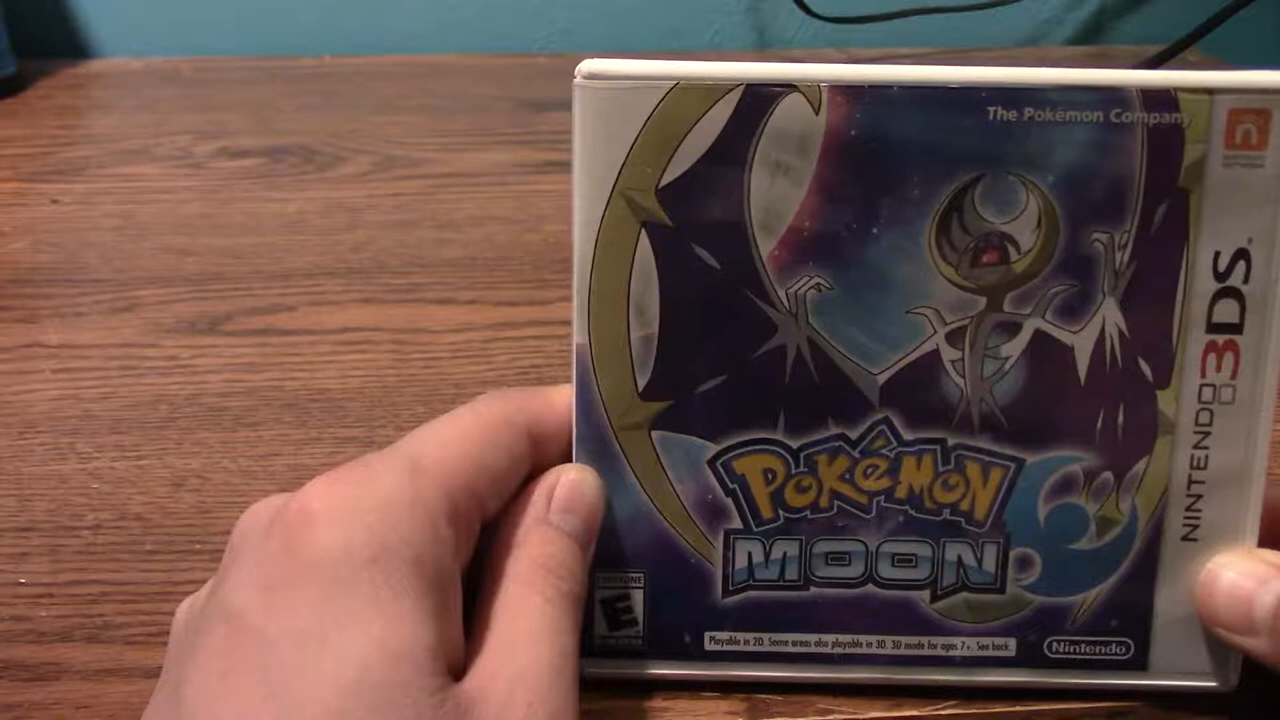 The Pokémon Company
n
NINTENDO 3DS
POKéMON
MOON
EVERYONE
E
Playable in 2D. Some areas also playable in 3D. 3D mode for ages 7+. See back.
Nintendo